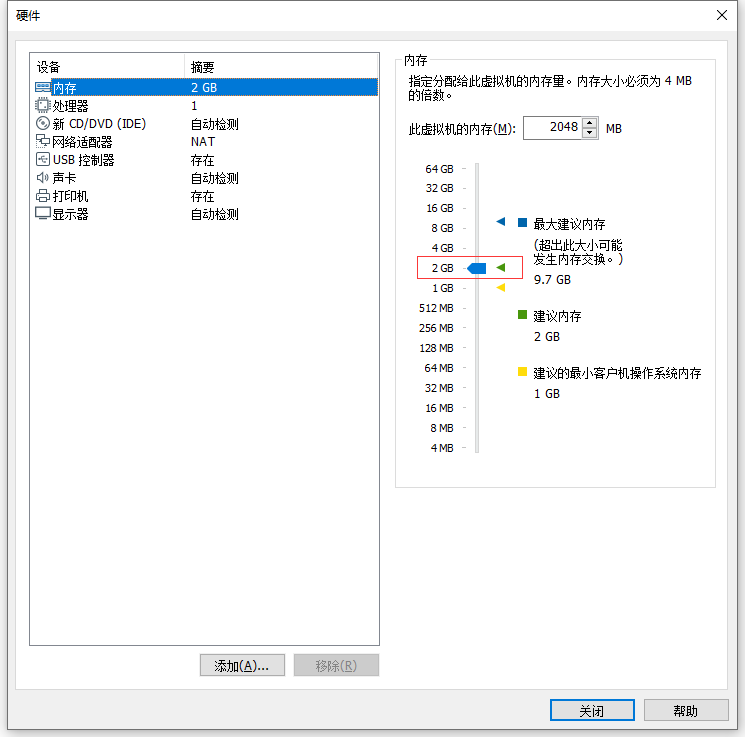 硬件
设备 摘要
内存 2 GB
处理器 1
新 CD/DVD (IDE) 自动检测
网络适配器 NAT
USB 控制器 存在
声卡 自动检测
打印机 存在
显示器 自动检测
添加(A)... 移除(R)
内存
指定分配给此虚拟机的内存量。内存大小必须为 4 MB
的倍数。
此虚拟机的内存(M): 2048 MB
64 GB
32 GB
16 GB
8 GB
4 GB
2 GB
1 GB
512 MB
256 MB
128 MB
64 MB
32 MB
16 MB
8 MB
4 MB
最大建议内存
(超出此大小可能
发生内存交换。)
9.7 GB
建议内存
2 GB
建议的最小客户机操作系统内存
1 GB
关闭 帮助